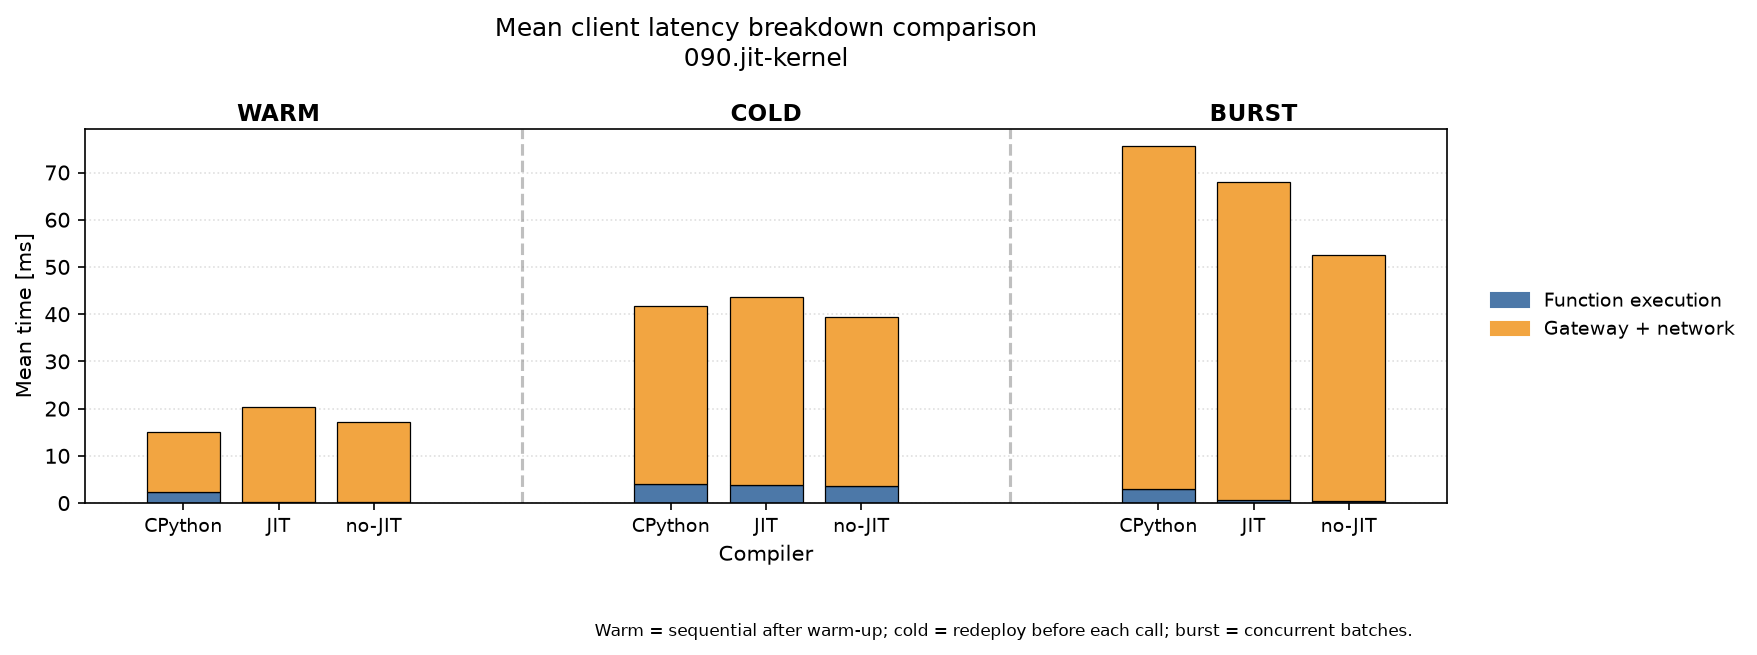 Mean client latency breakdown comparison
090.jit-kernel
WARM
COLD
BURST
Mean time [ms]
70
60
50
40
30
20
10
0
CPython
JIT
no-JIT
CPython
JIT
no-JIT
CPython
JIT
no-JIT
Compiler
Function execution
Gateway + network
Warm = sequential after warm-up; cold = redeploy before each call; burst = concurrent batches.